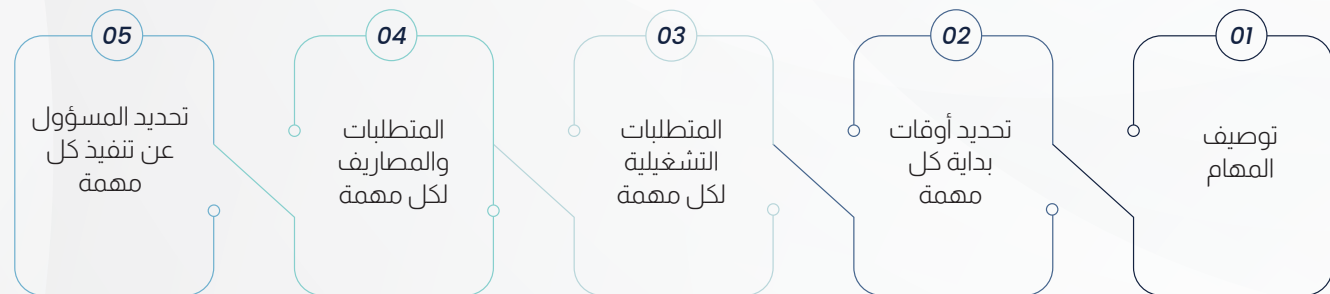 01
توصيف
المهام
02
تحديد أوقات
بداية كل
مهمة
03
المتطلبات
التشغيلية
لكل مهمة
04
المتطلبات
والمصاريف
لكل مهمة
05
تحديد المسؤول
عن تنفيذ كل
مهمة